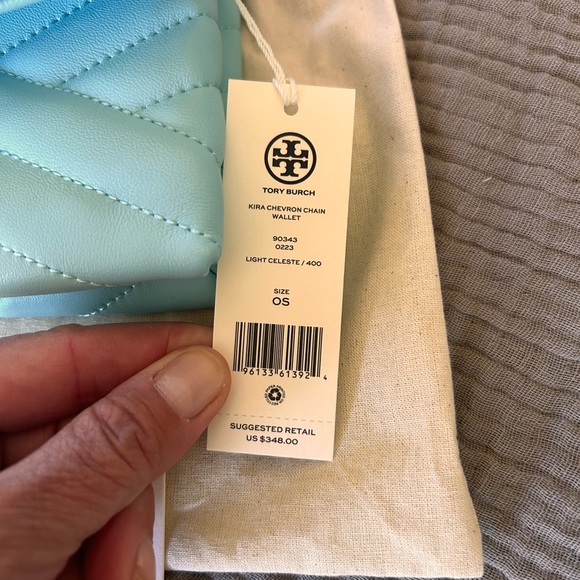 TORY BURCH
KIRA CHEVRON CHAIN
WALLET
90343
0223
LIGHT CELESTE / 400
SIZE
OS
96133 61392 4
SUGGESTED RETAIL
US $348.00